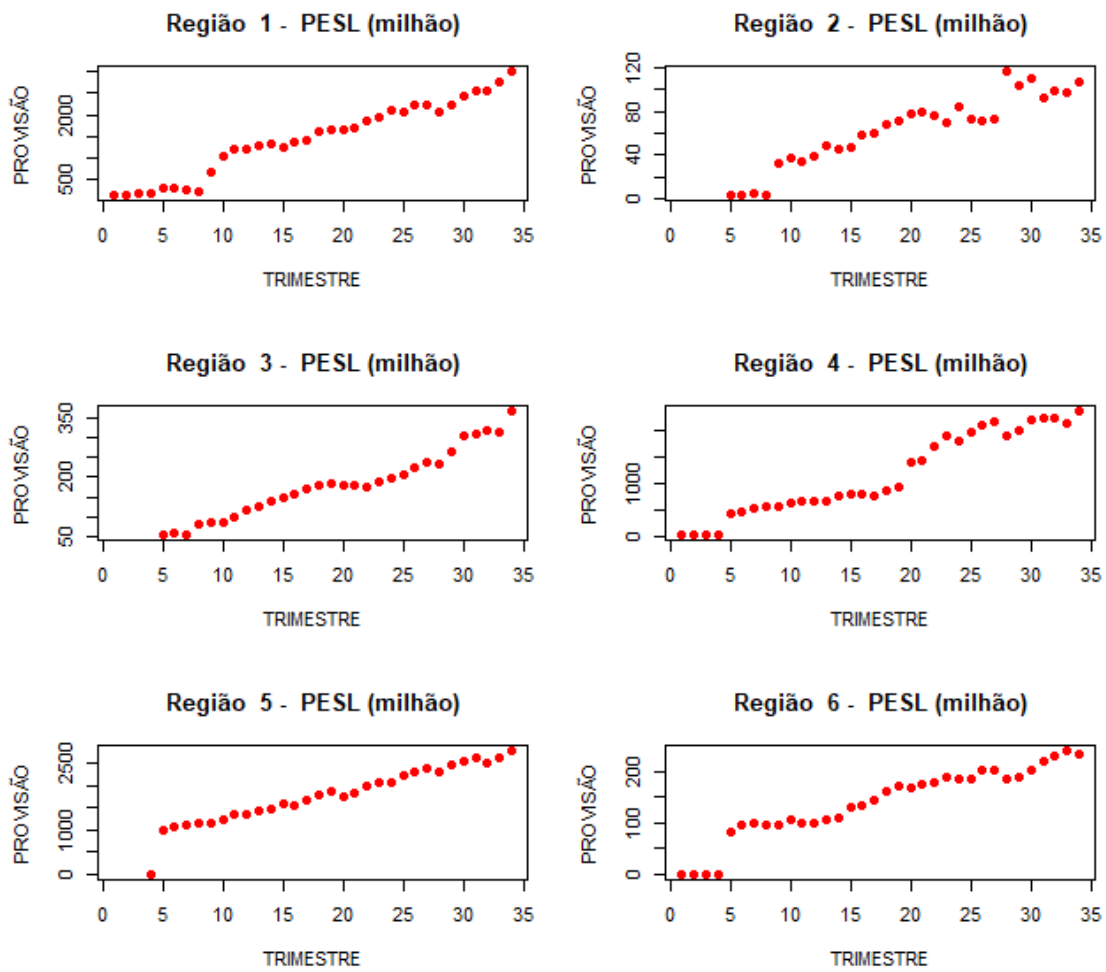 Região 1 - PESL (milhão)
PROVISÃO
500 2000
0 5 10 15 20 25 30 35
TRIMESTRE
Região 2 - PESL (milhão)
PROVISÃO
0 40 80 120
0 5 10 15 20 25 30 35
TRIMESTRE
Região 3 - PESL (milhão)
PROVISÃO
50 200 350
0 5 10 15 20 25 30 35
TRIMESTRE
Região 4 - PESL (milhão)
PROVISÃO
0 1000
0 5 10 15 20 25 30 35
TRIMESTRE
Região 5 - PESL (milhão)
PROVISÃO
0 1000 2500
0 5 10 15 20 25 30 35
TRIMESTRE
Região 6 - PESL (milhão)
PROVISÃO
0 100 200
0 5 10 15 20 25 30 35
TRIMESTRE